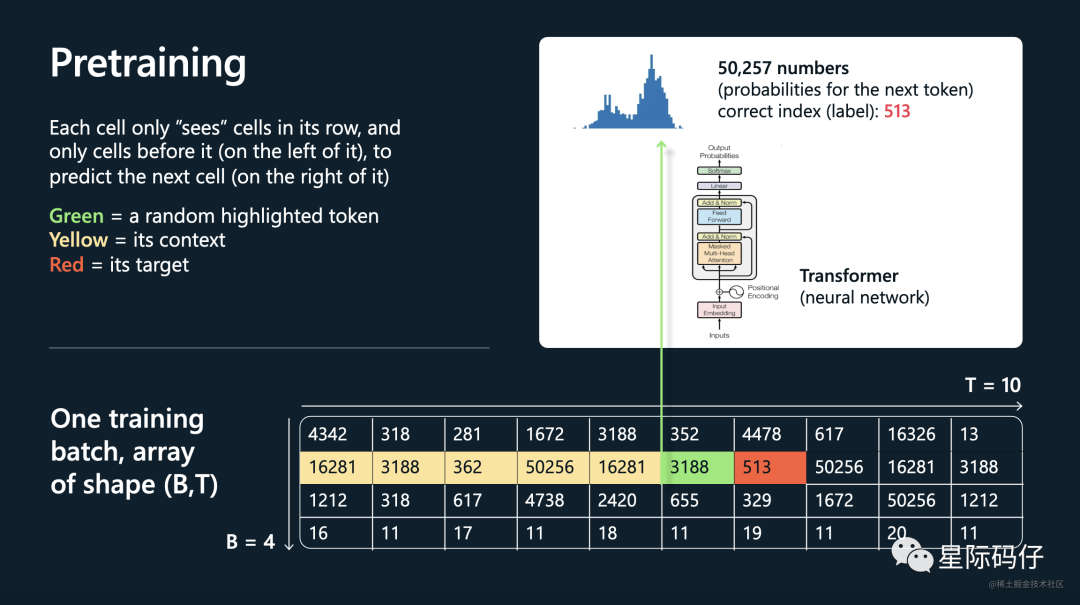 Pretraining
Each cell only ”sees” cells in its row, and
only cells before it (on the left of it), to
predict the next cell (on the right of it)
Green = a random highlighted token
Yellow = its context
Red = its target
50,257 numbers
(probabilities for the next token)
correct index (label): 513
Output
Probabilities
Softmax
Linear
Add & Norm
Feed
Forward
Add & Norm
Masked
Multi-Head
Attention
Positional
Encoding
Input
Embedding
Inputs
Transformer
(neural network)
One training
batch, array
of shape (B,T)
T = 10
B = 4
4342 318 281 1672 3188 352 4478 617 16326 13
16281 3188 362 50256 16281 3188 513 50256 16281 3188
1212 318 617 4738 2420 655 329 1672 50256 1212
16 11 17 11 18 11 19 11 20 11
星际码仔
@稀土掘金技术社区